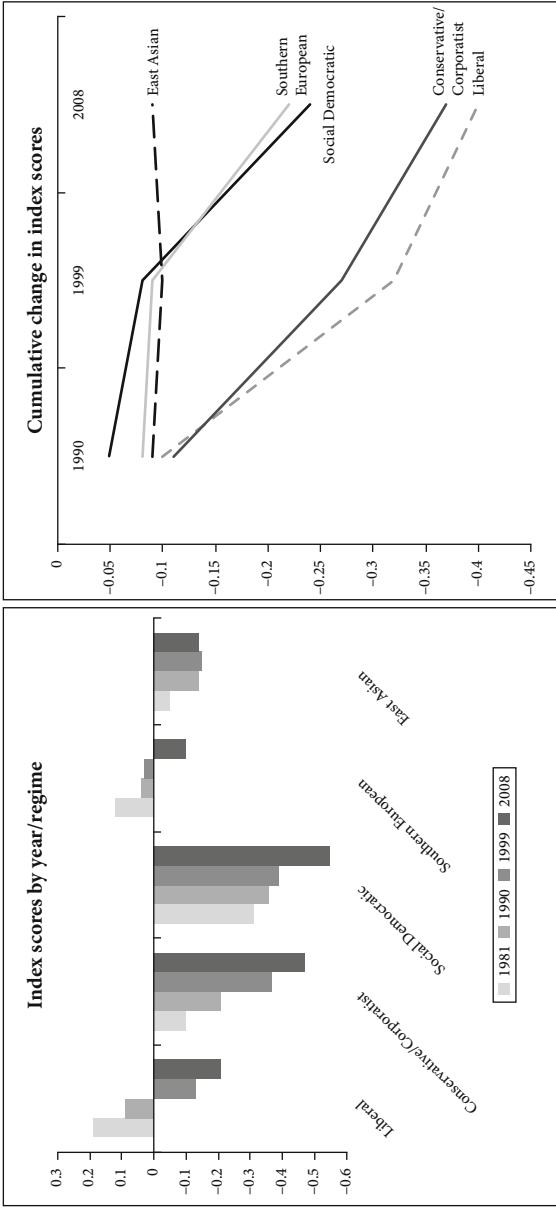 Index scores by year/regime
0.3
0.2
0.1
0
–0.1
–0.2
–0.3
–0.4
–0.5
–0.6
Liberal
Conservative/Corporatist
Social Democratic
Southern European
East Asian
1981 1990 1999 2008
Cumulative change in index scores
1990 1999 2008
0
–0.05
–0.1
–0.15
–0.2
–0.25
–0.3
–0.35
–0.4
–0.45
East Asian
Southern
European
Social Democratic
Conservative/
Corporatist
Liberal